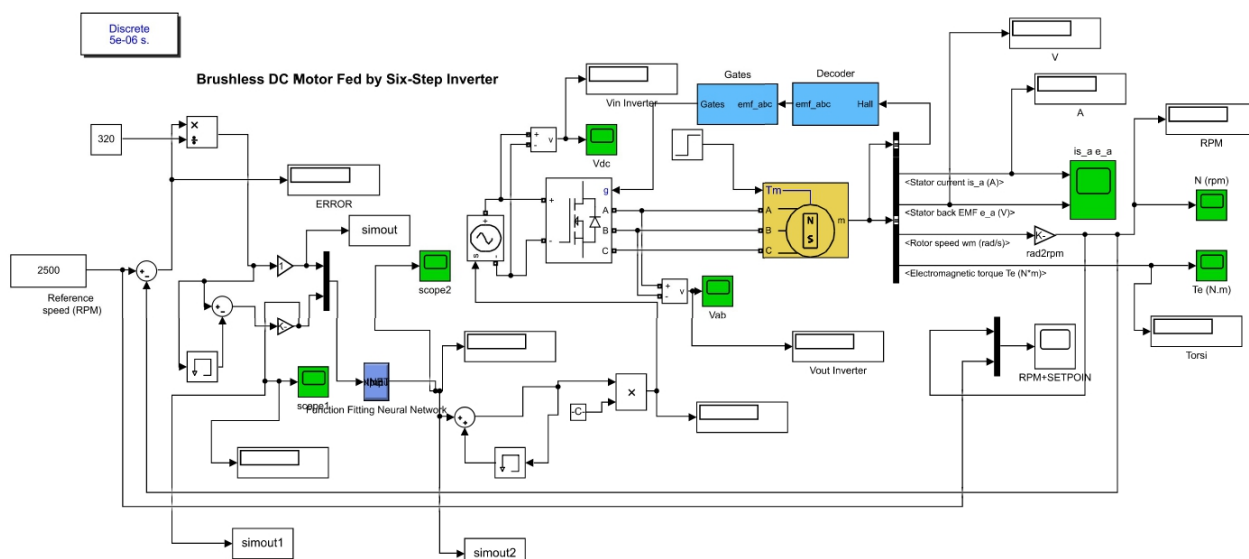 Discrete
5e-06 s.
Brushless DC Motor Fed by Six-Step Inverter
V
Gates
Decoder
Vin Inverter
Gates
emf_abc
emf_abc
Hall
A
320
×
÷
+
-
v
Vdc
RPM
is_a e_a
ERROR
g
Tm
<Stator current is_a (A)>
N (rpm)
simout
+
A
A
N
S
m
<Stator back EMF e_a (V)>
B
B
K-
2500
1
scope2
-
C
C
<Rotor speed wm (rad/s)>
rad2rpm
<Electromagnetic torque Te (N*m)>
Reference
speed (RPM)
s
+
-
v
Vab
Te (N.m)
K-
Vout Inverter
RPM+SETPOIN
Torsi
scope1
Function Fitting Neural Network
-C-
×
simout1
simout2